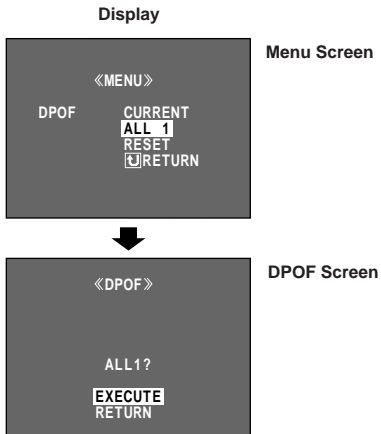 Display
Menu Screen
《MENU》
DPOF CURRENT
ALL 1
RESET
RETURN
DPOF Screen
《DPOF》
ALL1?
EXECUTE
RETURN